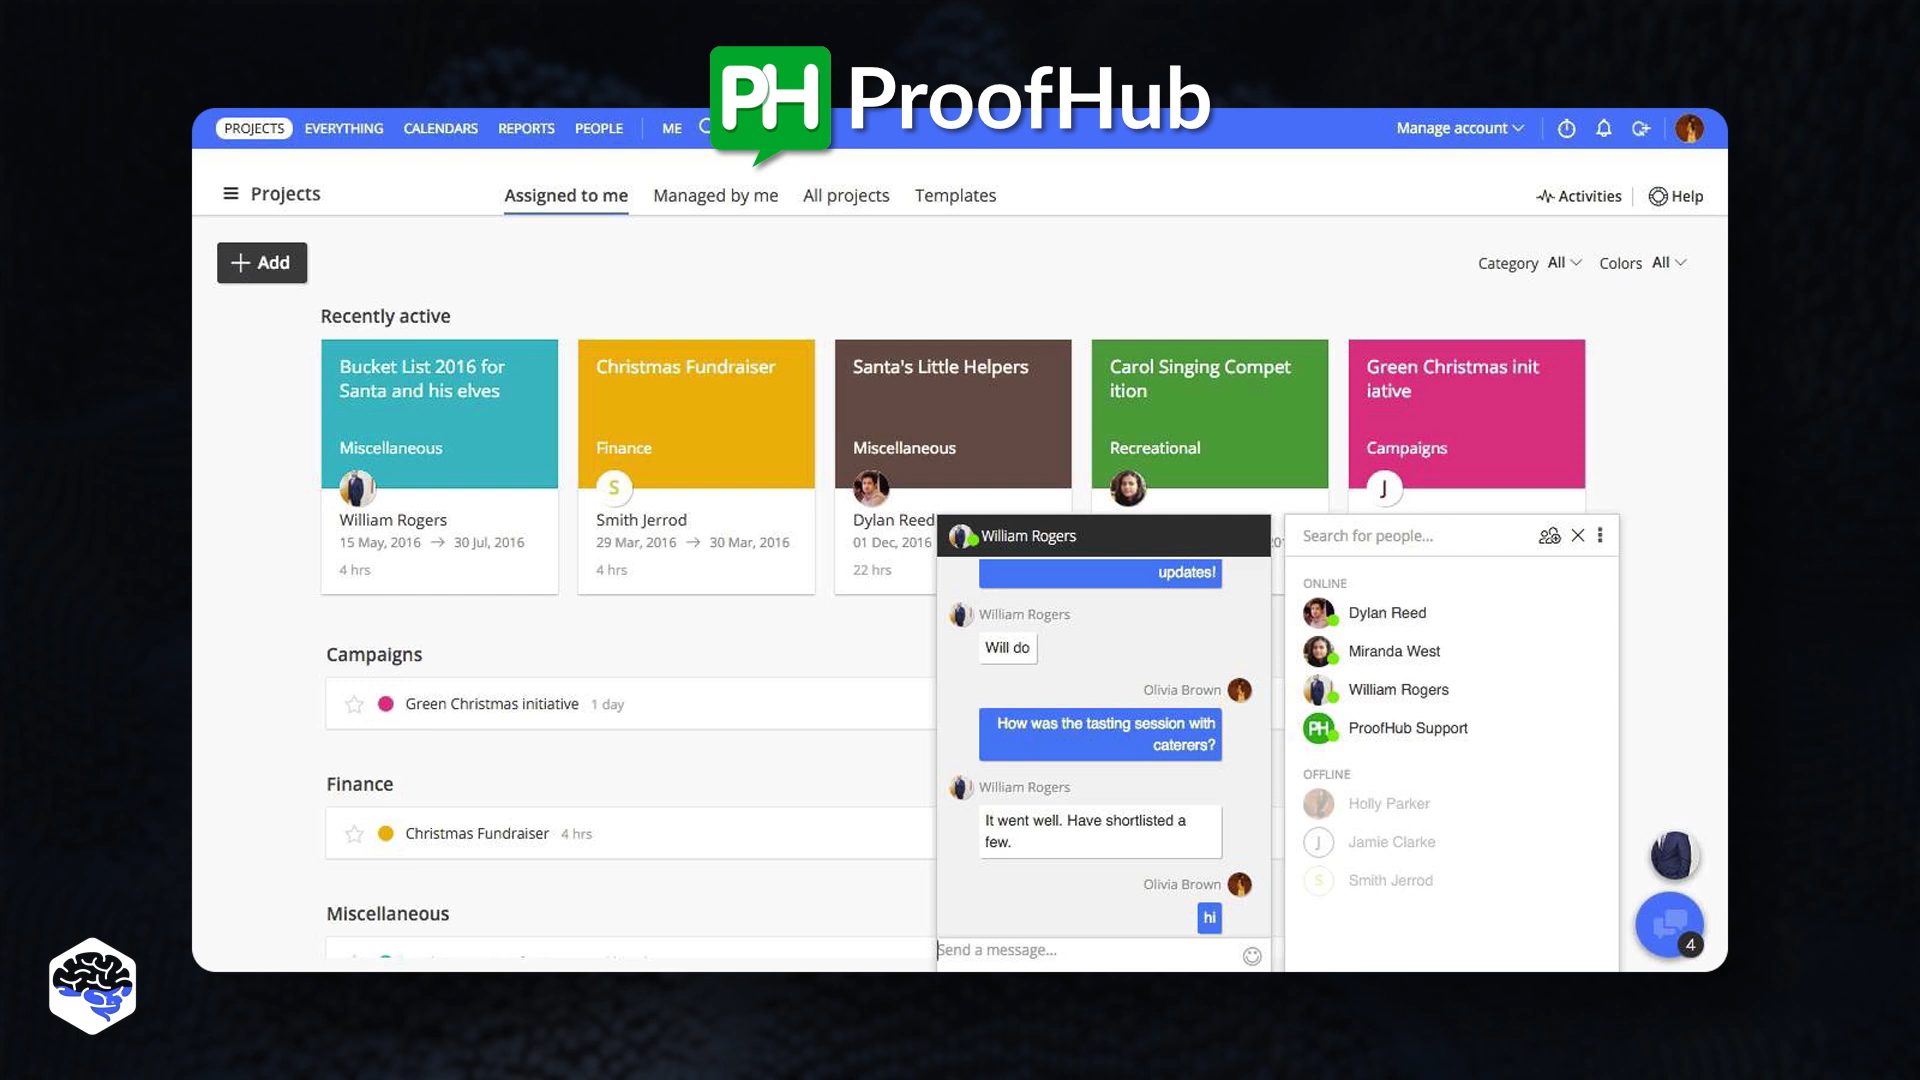 PH ProofHub
PROJECTS EVERYTHING CALENDARS REPORTS PEOPLE ME
Manage account
Projects
Assigned to me Managed by me All projects Templates
Activities Help
Add
Category All Colors All
Recently active
Bucket List 2016 for
Santa and his elves
Miscellaneous
William Rogers
15 May, 2016 → 30 Jul, 2016
4 hrs
Christmas Fundraiser
Finance
S
Smith Jerrod
29 Mar, 2016 → 30 Mar, 2016
4 hrs
Santa's Little Helpers
Miscellaneous
Dylan Reed
01 Dec, 2016
22 hrs
Carol Singing Compet
ition
Recreational
Green Christmas init
iative
Campaigns
J
Campaigns
Green Christmas initiative 1 day
Finance
Christmas Fundraiser 4 hrs
Miscellaneous
William Rogers
updates!
William Rogers
Will do
Olivia Brown
How was the tasting session with
caterers?
William Rogers
It went well. Have shortlisted a
few.
Olivia Brown
hi
Send a message...
Search for people...
ONLINE
Dylan Reed
Miranda West
William Rogers
PH ProofHub Support
OFFLINE
Holly Parker
J Jamie Clarke
S Smith Jerrod
4